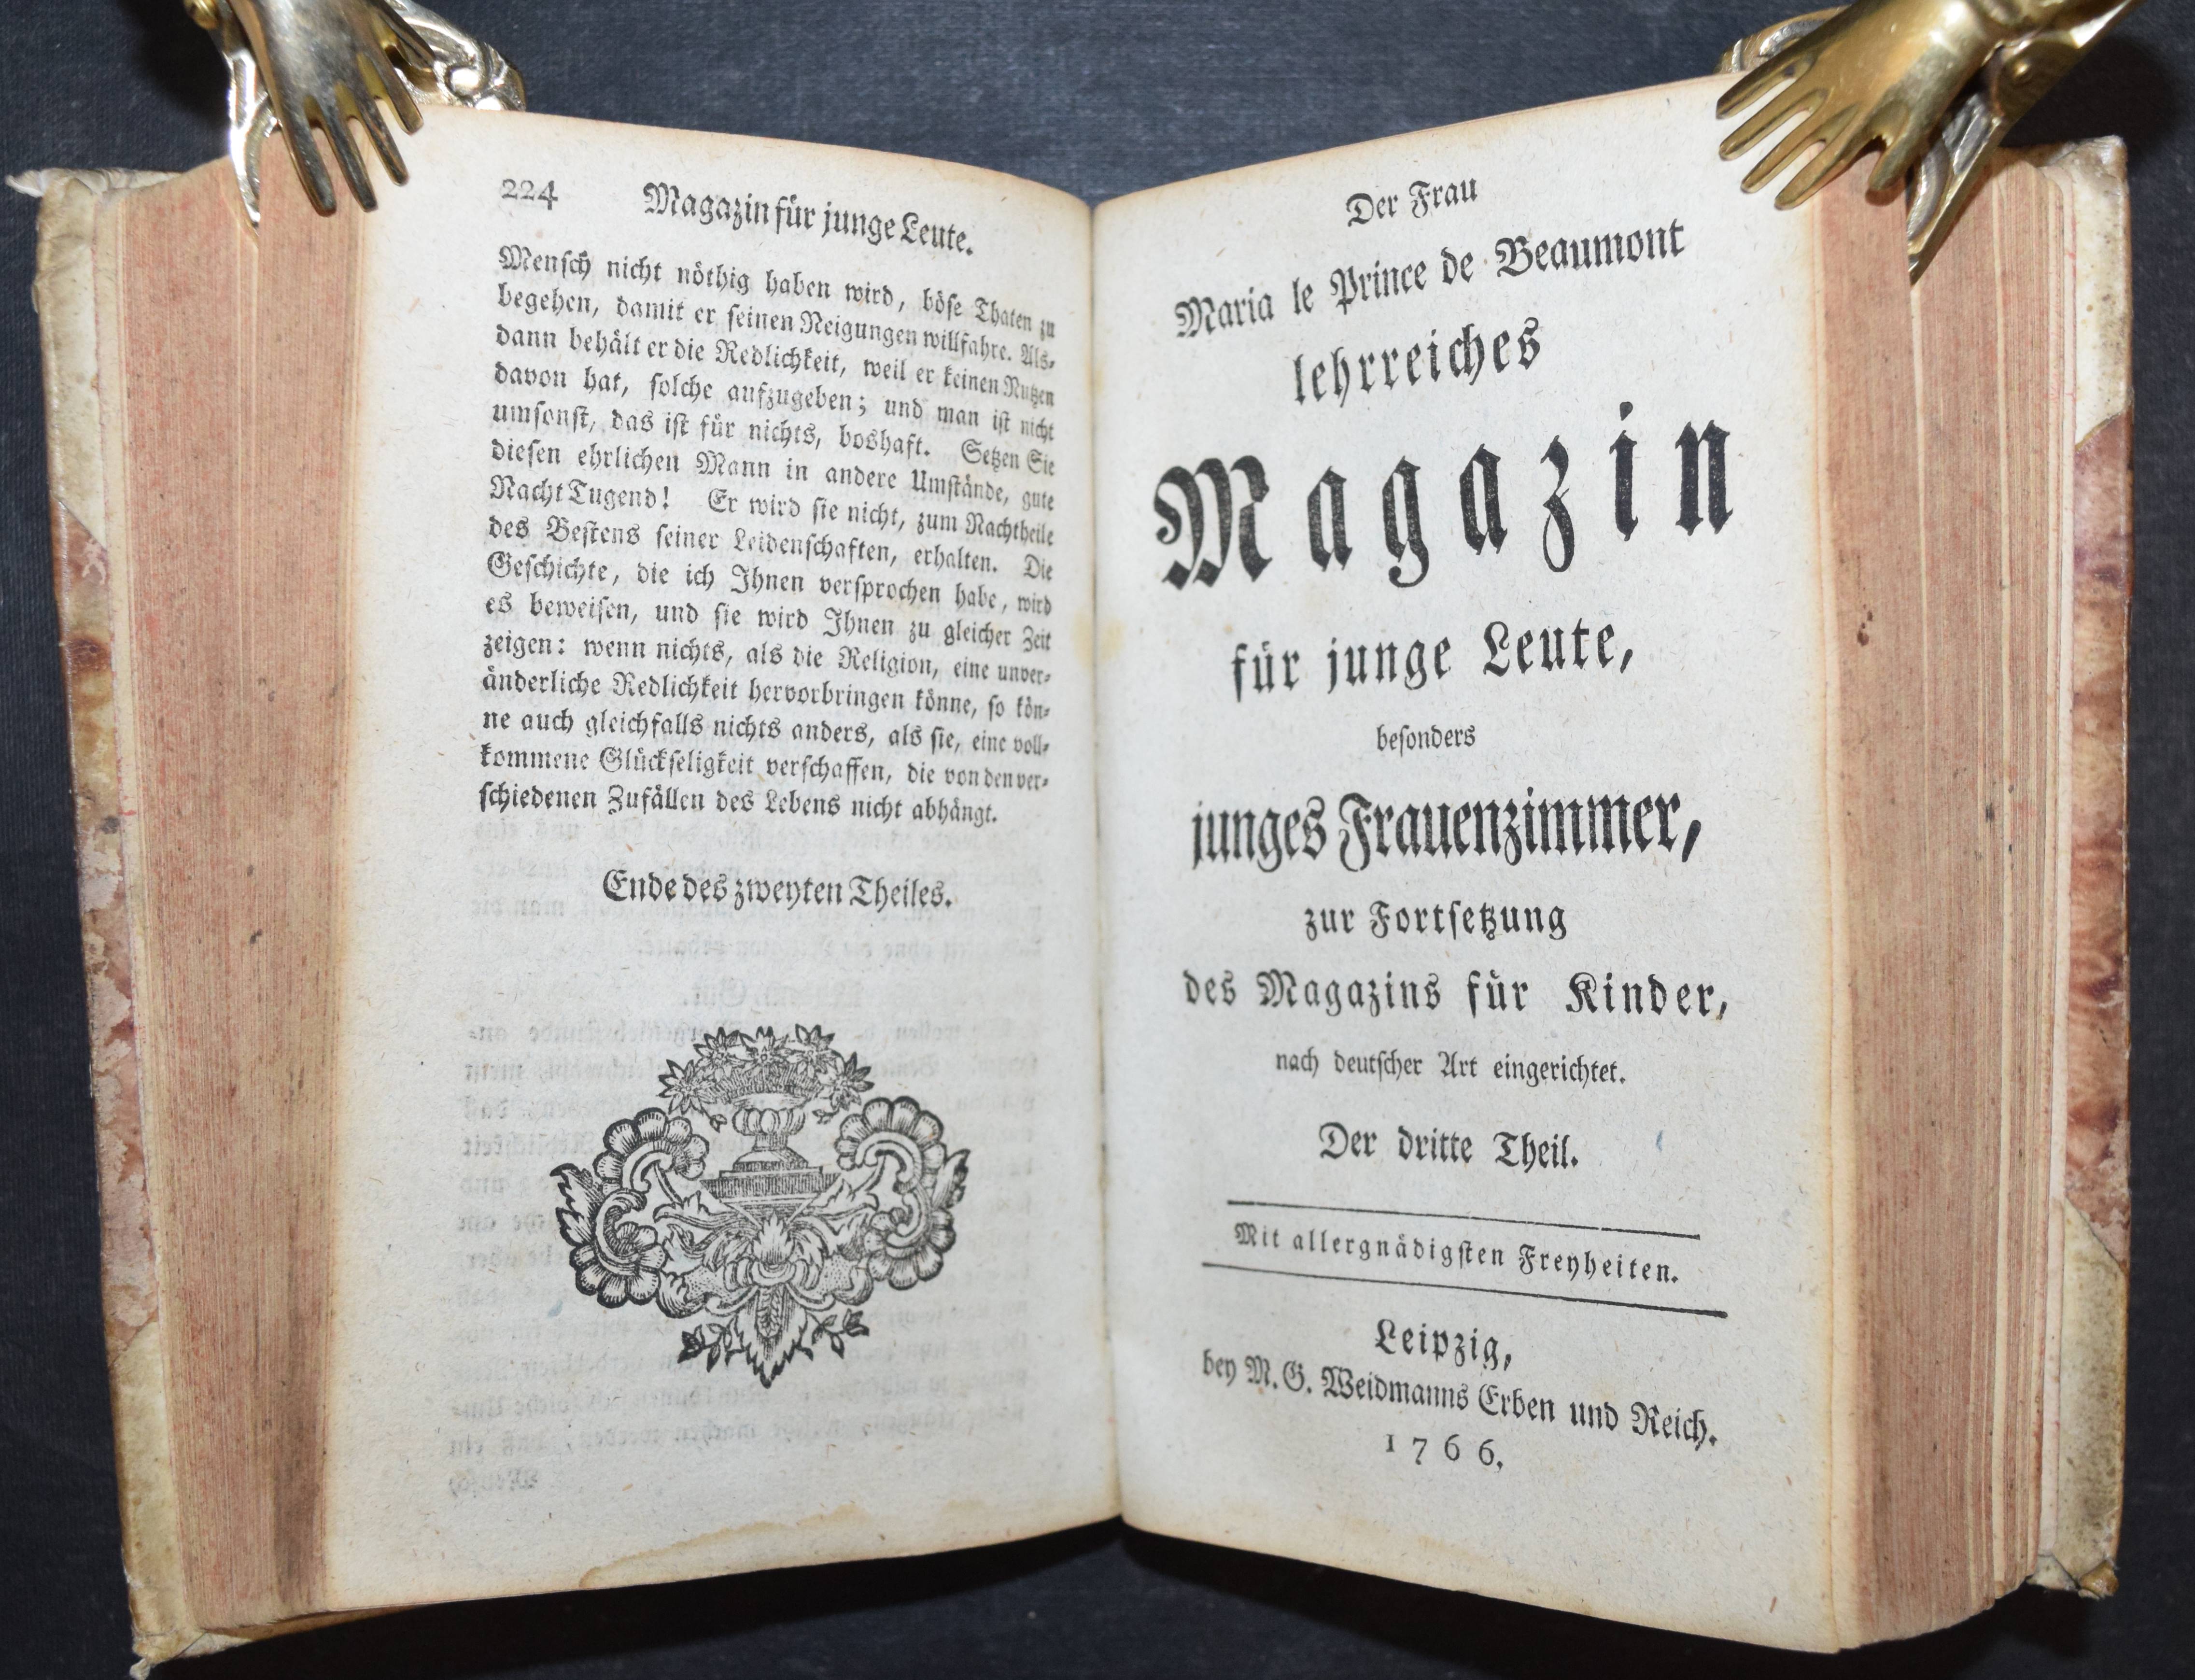 224 Magazin für junge Leute.
Mensch nicht nöthig haben wird, böse Thaten zu
begehen, damit er seinen Neigungen willfahre. Als-
dann behält er die Redlichkeit, weil er keinen Nutzen
davon hat, solche aufzugeben; und man ist nicht
umsonst, das ist für nichts, boshaft. Setzen Sie
diesen ehrlichen Mann in andere Umstände, gute
Nacht Tugend! Er wird sie nicht, zum Nachtheile
des Bestens seiner Leidenschaften, erhalten. Die
Geschichte, die ich Ihnen versprochen habe, wird
es beweisen, und sie wird Ihnen zu gleicher Zeit
zeigen: wenn nichts, als die Religion, eine unver-
änderliche Redlichkeit hervorbringen könne, so kön-
ne auch gleichfalls nichts anders, als sie, eine voll-
kommene Glückseligkeit verschaffen, die von den ver-
schiedenen Zufällen des Lebens nicht abhängt.
Ende des zweyten Theiles.
Der Frau
Maria le Prince de Beaumont
lehrreiches
Magazin
für junge Leute,
besonders
junges Frauenzimmer,
zur Fortsetzung
des Magazins für Kinder,
nach deutscher Art eingerichtet.
Der dritte Theil.
Mit allergnädigsten Freyheiten.
Leipzig,
bey M. G. Weidmanns Erben und Reich.
1766.